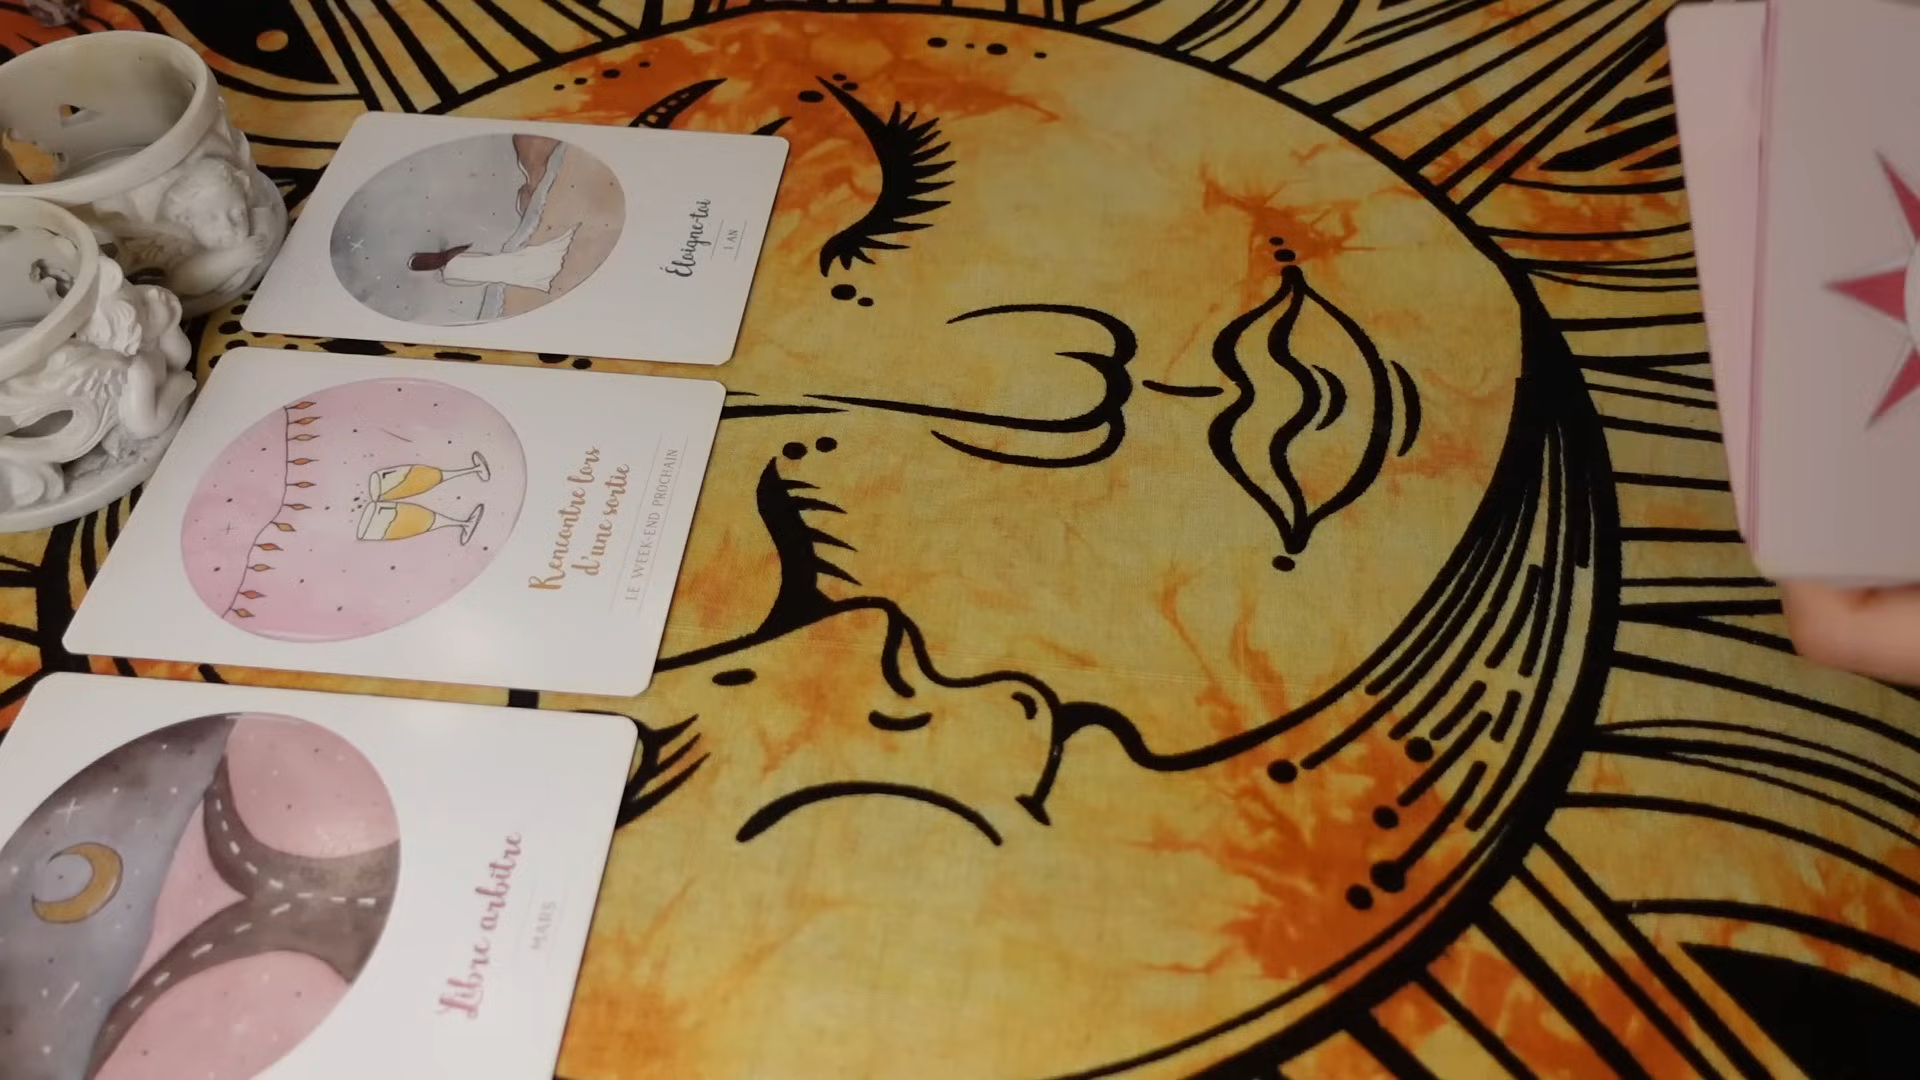 Éloigne-toi
1 AN
Rencontre lors
d'une sortie
LE WEEK-END PROCHAIN
Libre arbitre
MARS